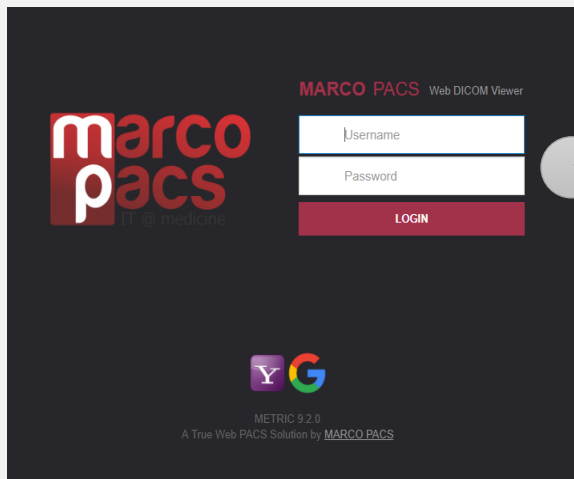 MARCO PACS Web DICOM Viewer
marco
pacs
IT @ medicine
Username
Password
LOGIN
Y G
METRIC 9.2.0
A True Web PACS Solution by MARCO PACS